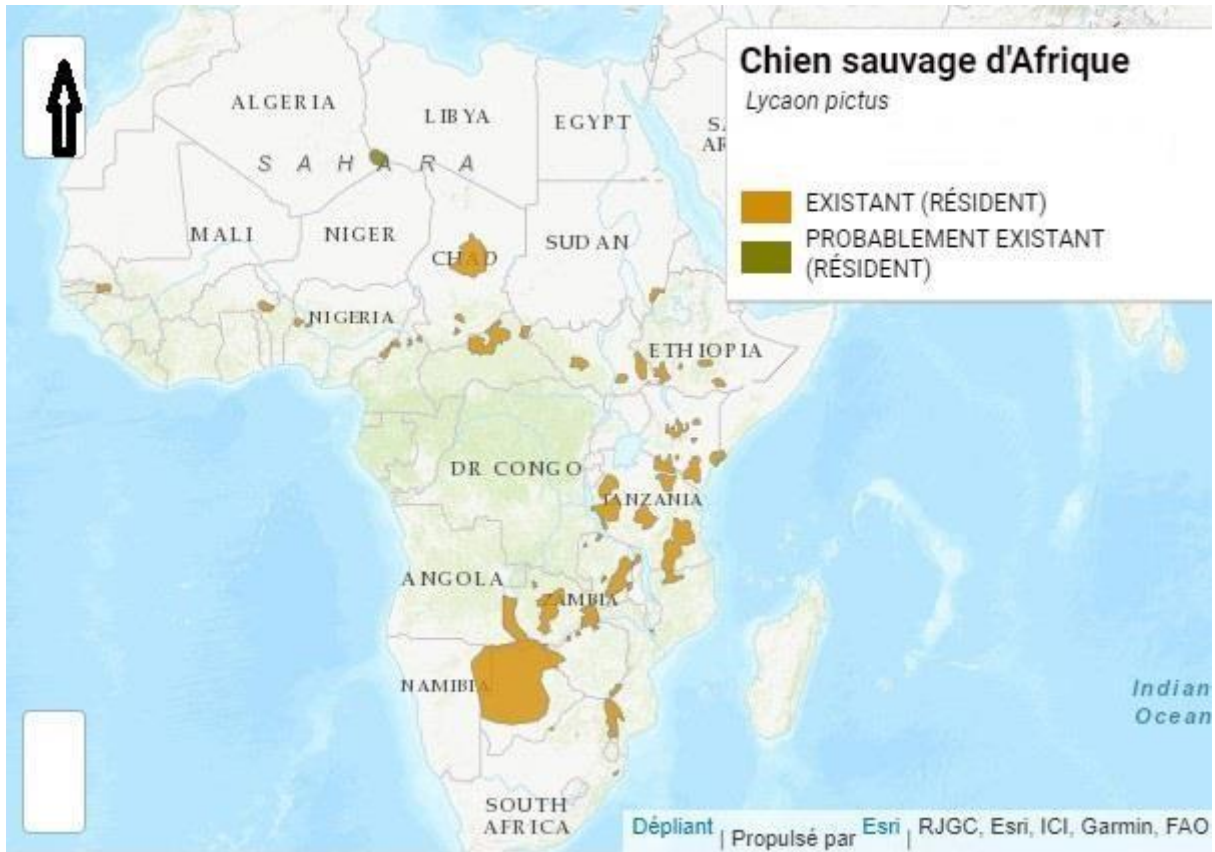 Chien sauvage d'Afrique
Lycaon pictus
EXISTANT (RÉSIDENT)
PROBABLEMENT EXISTANT
(RÉSIDENT)
ALGERIA
LIBYA
EGYPT
SA
AR
SAHARA
MALI
NIGER
CHAD
SUDAN
NIGERIA
ETHIOPIA
DR CONGO
TANZANIA
ANGOLA
ZAMBIA
NAMIBIA
Indian
Ocean
SOUTH
AFRICA
Dépliant | Propulsé par Esri | RJGC, Esri, ICI, Garmin, FAO